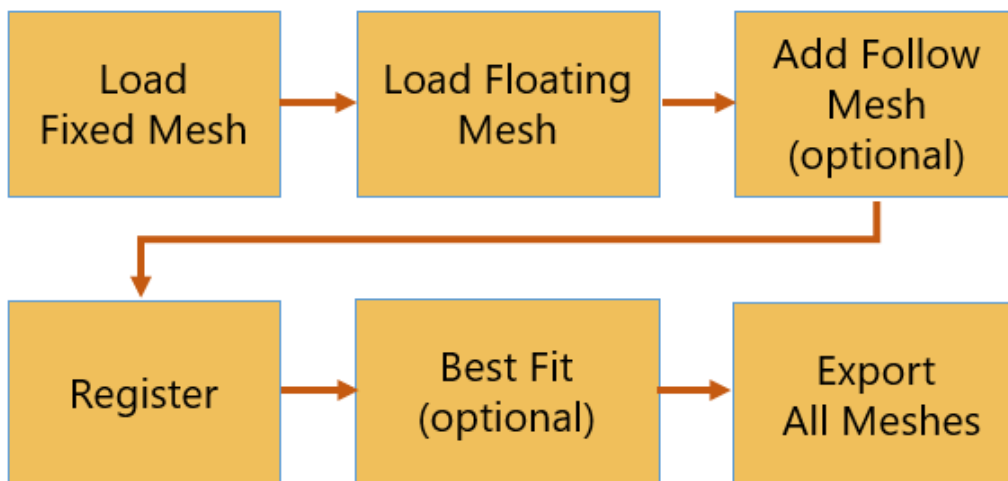 Load
Fixed Mesh
Load Floating
Mesh
Add Follow
Mesh
(optional)
Register
Best Fit
(optional)
Export
All Meshes